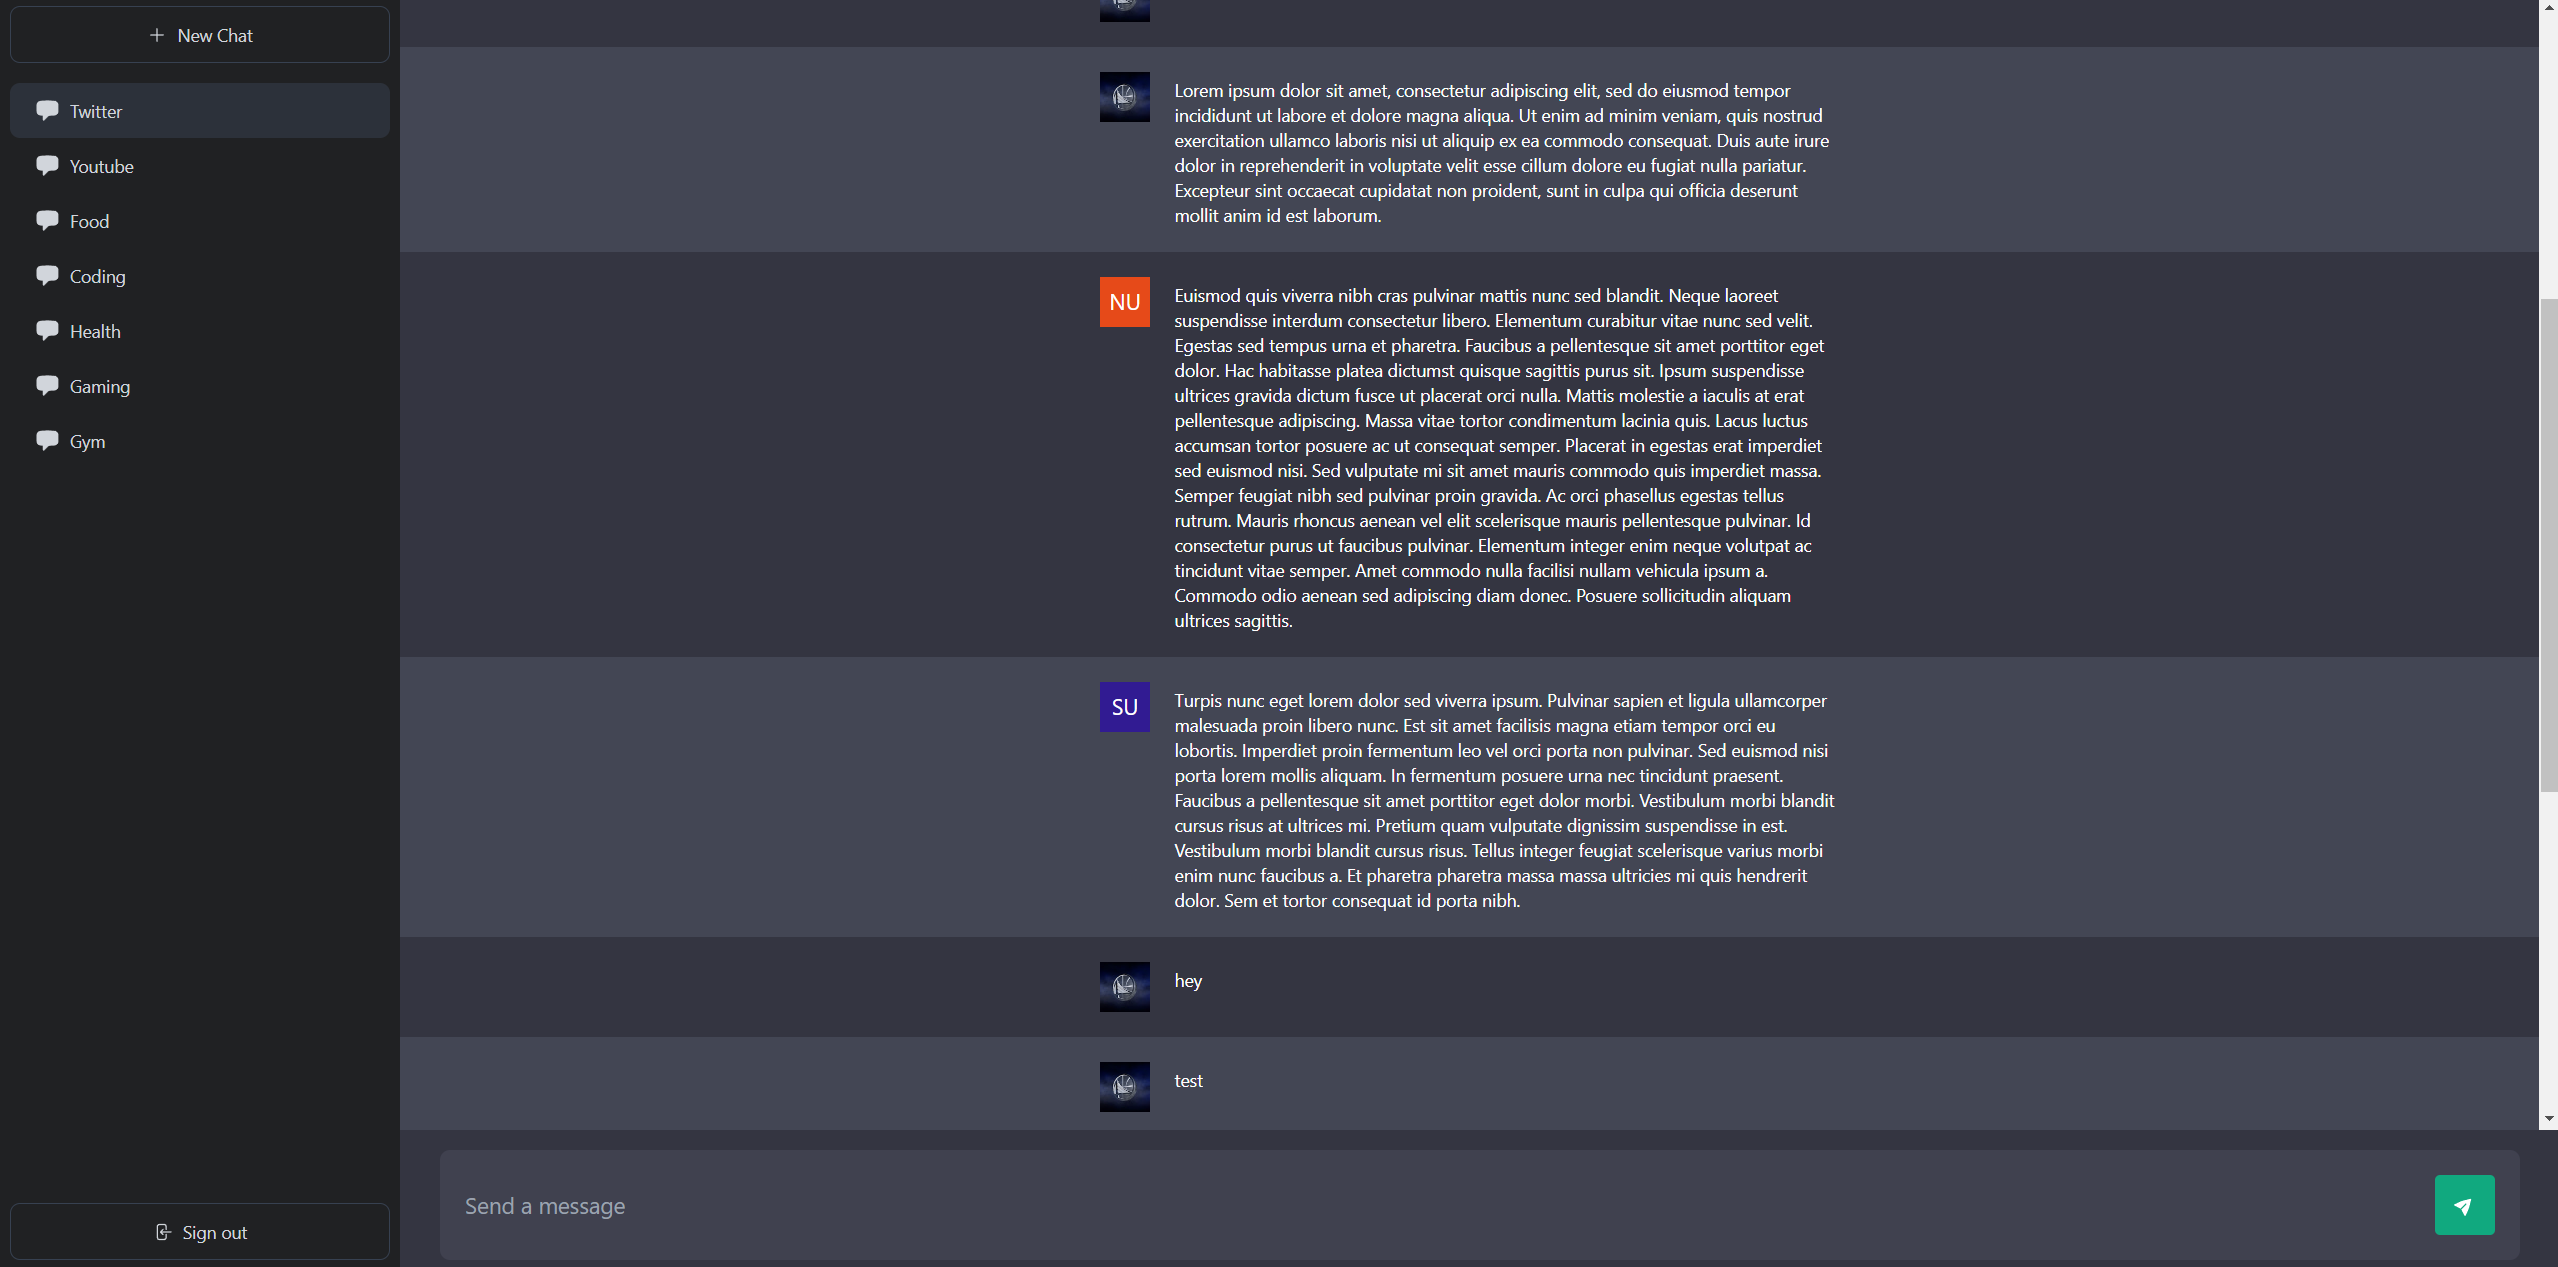 New Chat
Twitter
Youtube
Food
Coding
Health
Gaming
Gym
Sign out
Lorem ipsum dolor sit amet, consectetur adipiscing elit, sed do eiusmod tempor
incididunt ut labore et dolore magna aliqua. Ut enim ad minim veniam, quis nostrud
exercitation ullamco laboris nisi ut aliquip ex ea commodo consequat. Duis aute irure
dolor in reprehenderit in voluptate velit esse cillum dolore eu fugiat nulla pariatur.
Excepteur sint occaecat cupidatat non proident, sunt in culpa qui officia deserunt
mollit anim id est laborum.
NU
Euismod quis viverra nibh cras pulvinar mattis nunc sed blandit. Neque laoreet
suspendisse interdum consectetur libero. Elementum curabitur vitae nunc sed velit.
Egestas sed tempus urna et pharetra. Faucibus a pellentesque sit amet porttitor eget
dolor. Hac habitasse platea dictumst quisque sagittis purus sit. Ipsum suspendisse
ultrices gravida dictum fusce ut placerat orci nulla. Mattis molestie a iaculis at erat
pellentesque adipiscing. Massa vitae tortor condimentum lacinia quis. Lacus luctus
accumsan tortor posuere ac ut consequat semper. Placerat in egestas erat imperdiet
sed euismod nisi. Sed vulputate mi sit amet mauris commodo quis imperdiet massa.
Semper feugiat nibh sed pulvinar proin gravida. Ac orci phasellus egestas tellus
rutrum. Mauris rhoncus aenean vel elit scelerisque mauris pellentesque pulvinar. Id
consectetur purus ut faucibus pulvinar. Elementum integer enim neque volutpat ac
tincidunt vitae semper. Amet commodo nulla facilisi nullam vehicula ipsum a.
Commodo odio aenean sed adipiscing diam donec. Posuere sollicitudin aliquam
ultrices sagittis.
SU
Turpis nunc eget lorem dolor sed viverra ipsum. Pulvinar sapien et ligula ullamcorper
malesuada proin libero nunc. Est sit amet facilisis magna etiam tempor orci eu
lobortis. Imperdiet proin fermentum leo vel orci porta non pulvinar. Sed euismod nisi
porta lorem mollis aliquam. In fermentum posuere urna nec tincidunt praesent.
Faucibus a pellentesque sit amet porttitor eget dolor morbi. Vestibulum morbi blandit
cursus risus at ultrices mi. Pretium quam vulputate dignissim suspendisse in est.
Vestibulum morbi blandit cursus risus. Tellus integer feugiat scelerisque varius morbi
enim nunc faucibus a. Et pharetra pharetra massa massa ultricies mi quis hendrerit
dolor. Sem et tortor consequat id porta nibh.
hey
test
Send a message